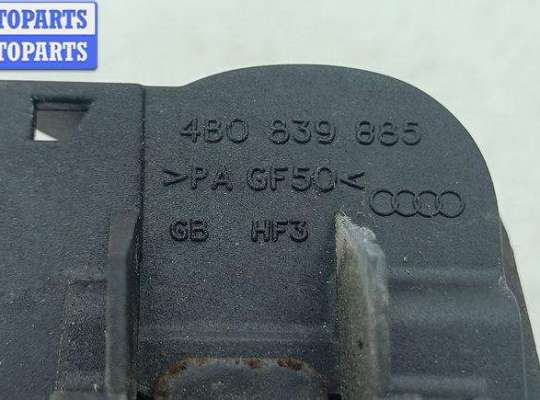 TOPARTS
TOPARTS
4B0 839 885
>PA GF50<
GB HF3